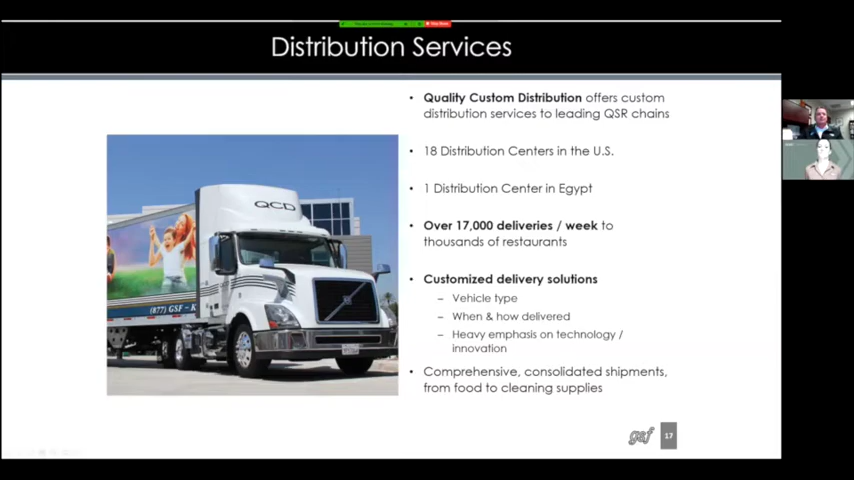 Distribution Services
• Quality Custom Distribution offers custom
distribution services to leading QSR chains
• 18 Distribution Centers in the U.S.
• 1 Distribution Center in Egypt
• Over 17,000 deliveries / week to
thousands of restaurants
• Customized delivery solutions
– Vehicle type
– When & how delivered
– Heavy emphasis on technology /
innovation
• Comprehensive, consolidated shipments,
from food to cleaning supplies
QCD
(877) GSF - K
gsf
17